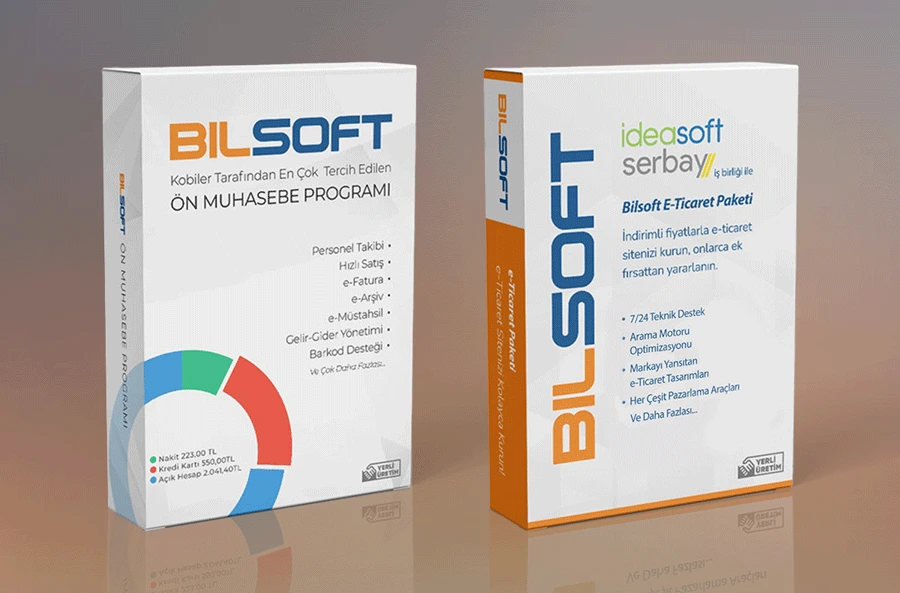 BILSOFT
Kobiler Tarafından En Çok Tercih Edilen
ÖN MUHASEBE PROGRAMI
Personel Takibi •
Hızlı Satış •
e-Fatura •
e-Arşiv •
e-Müstahsil •
Gelir-Gider Yönetimi •
Barkod Desteği •
Ve Çok Daha Fazlası...
Nakit 223,00 TL
Kredi Kartı 550,00TL
Açık Hesap 2.041,40TL
YERLİ
ÜRETİM
BILSOFT ÖN MUHASEBE PROGRAMI
BILSOFT
e-Ticaret Paketi
e-Ticaret Sitenizi Kolayca Kurun!
BILSOFT
ideasoft
serbay
iş birliği ile
Bilsoft E-Ticaret Paketi
İndirimli fiyatlarla e-ticaret
sitenizi kurun, onlarca ek
fırsattan yararlanın.
• 7/24 Teknik Destek
• Arama Motoru
Optimizasyonu
• Markayı Yansıtan
e-Ticaret Tasarımları
• Her Çeşit Pazarlama Araçları
Ve Daha Fazlası...
YERLİ
ÜRETİM